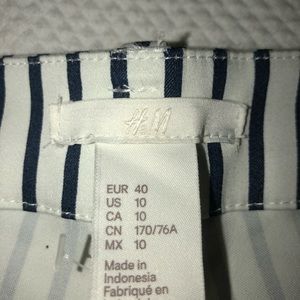 H&M
EUR 40
US 10
CA 10
CN 170/76A
MX 10
Made in
Indonesia
Fabriqué en